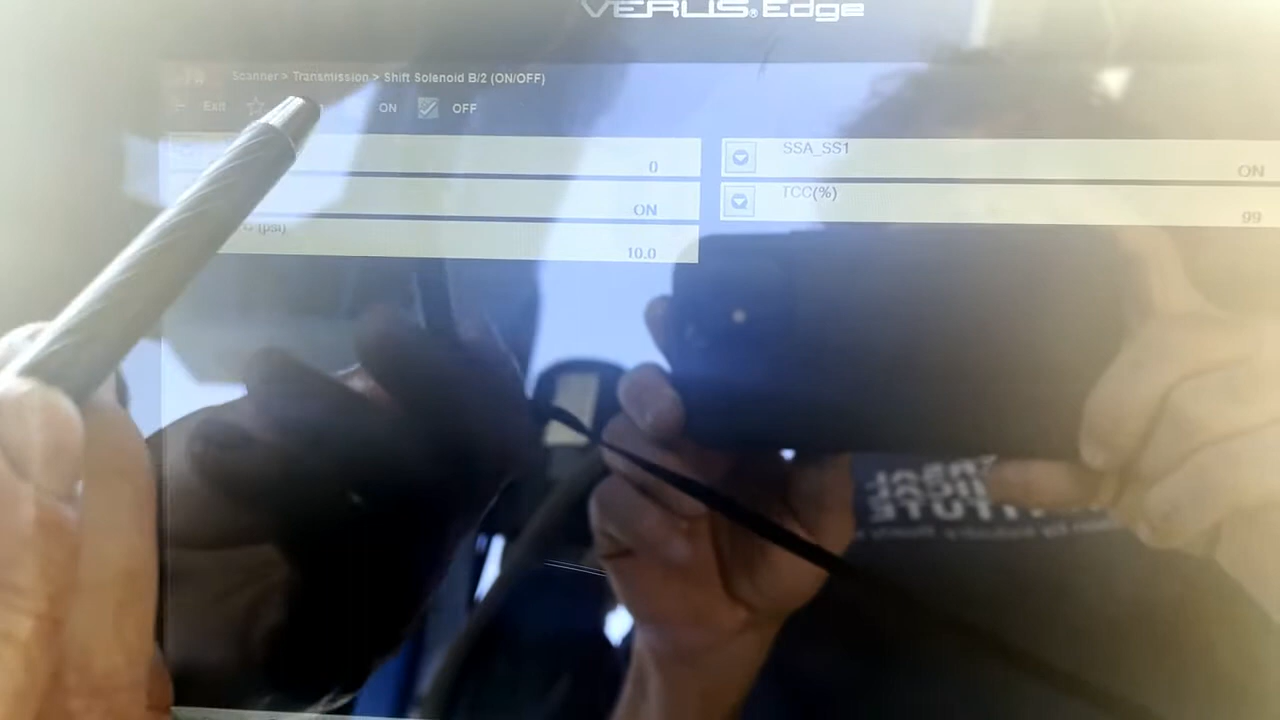 VERUS® Edge
Scanner > Transmission > Shift Solenoid B/2 (ON/OFF)
Exit ON OFF
0
SSA_SS1
ON
ON
TCC(%)
99
(psi)
10.0